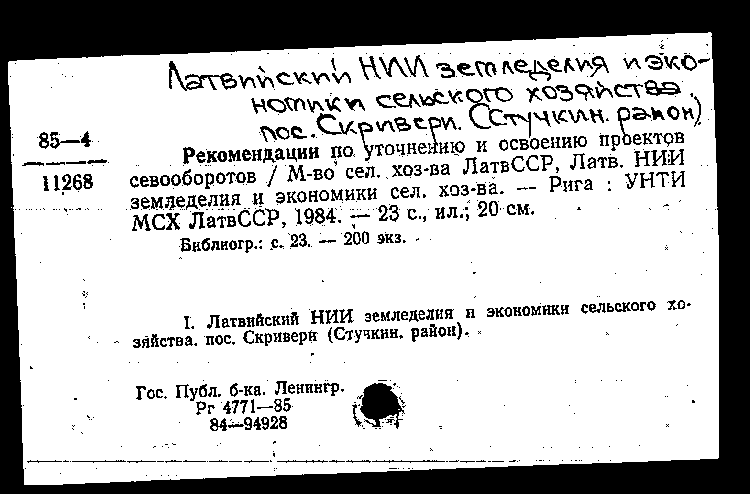 Латвийский НИИ земледелия и эко-
номики сельского хозяйства.
пос. Скривери. (Стучкин. район)
85—4
11268
Рекомендации по уточнению и освоению проектов
севооборотов / М-во сел. хоз-ва ЛатвССР, Латв. НИИ
земледелия и экономики сел. хоз-ва. — Рига : УНТИ
МСХ ЛатвССР, 1984. — 23 с., ил.; 20 см.
Библиогр.: с. 23. — 200 экз.
I. Латвийский НИИ земледелия и экономики сельского хо-
зяйства. пос. Скривери (Стучкин. район).
Гос. Публ. б-ка. Ленингр.
Рг 4771—85
84—94928